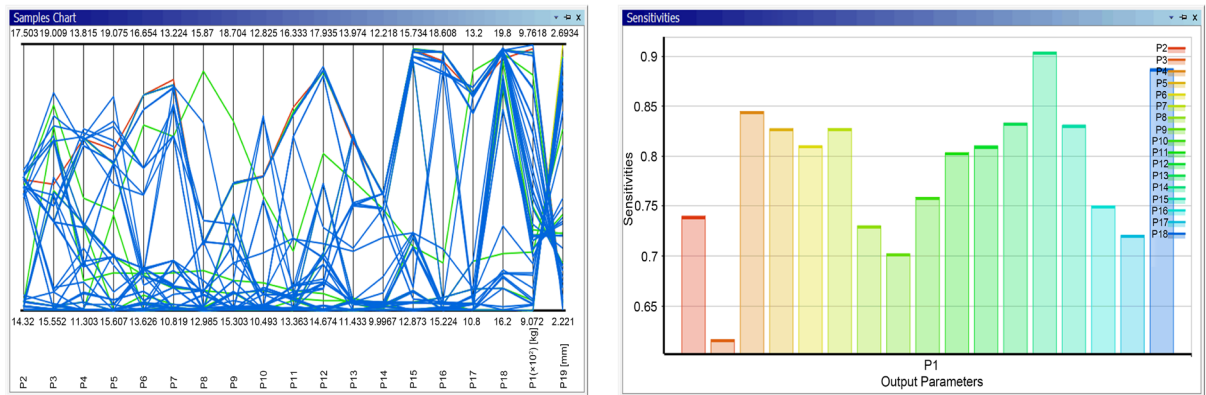 Samples Chart
17.503 19.009 13.815 19.075 16.654 13.224 15.87 18.704 12.825 16.333 17.935 13.974 12.218 15.734 18.608 13.2 19.8 9.7618 2.6934
14.32 15.552 11.303 15.607 13.626 10.819 12.985 15.303 10.493 13.363 14.674 11.433 9.9967 12.873 15.224 10.8 16.2 9.072 2.221
P2 P3 P4 P5 P6 P7 P8 P9 P10 P11 P12 P13 P14 P15 P16 P17 P18 P1(×10²) [kg] P19 [mm]
Sensitivities
Sensitivities
0.9
0.85
0.8
0.75
0.7
0.65
P2
P3
P4
P5
P6
P7
P8
P9
P10
P11
P12
P13
P14
P15
P16
P17
P18
P1
Output Parameters